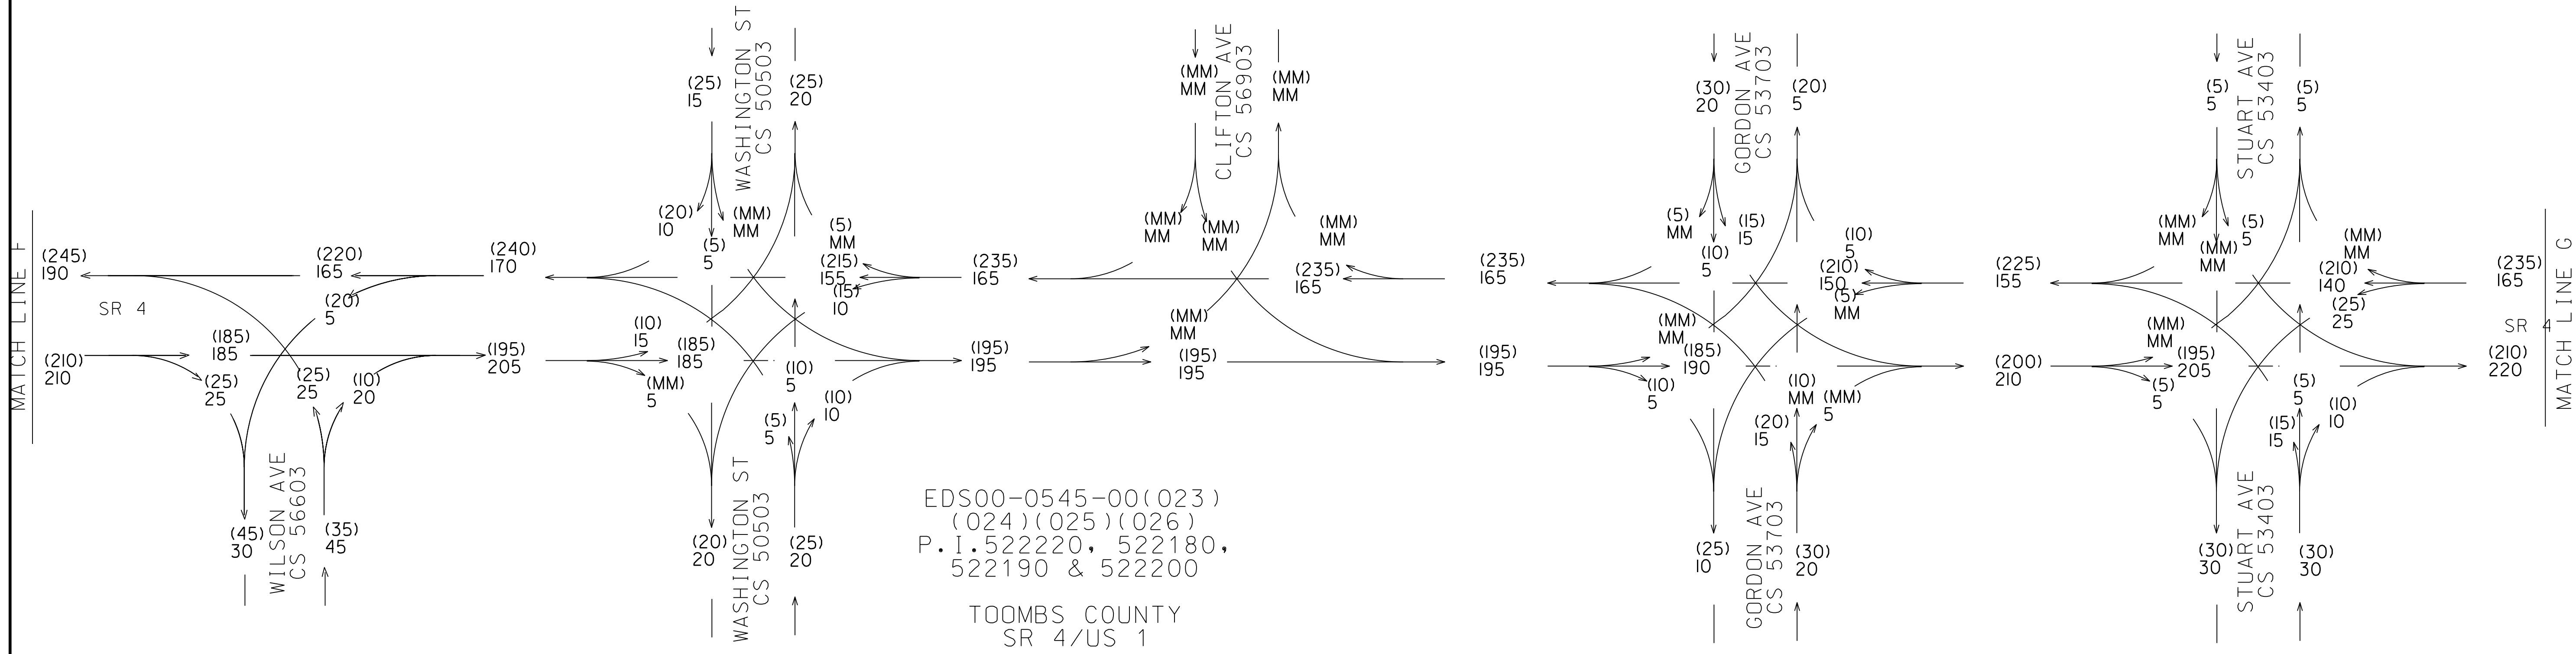 MATCH LINE F
(245)
190
SR 4
(210)
210
(220)
165
(20)
5
(185)
185
(25)
25
(25)
25
(10)
20
(45)
30
WILSON AVE
CS 56603
(35)
45
(240)
170
(195)
205
(25)
15
WASHINGTON ST
CS 50503
(25)
20
(20)
10
(5)
5
(MM)
MM
(5)
MM
(215)
155
(15)
10
(10)
15
(185)
185
(MM)
5
(10)
5
(5)
5
(10)
10
(20)
20
WASHINGTON ST
CS 50503
(25)
20
(235)
165
(195)
195
(MM)
MM
CLIFTON AVE
CS 56903
(MM)
MM
(MM)
MM
(MM)
MM
(MM)
MM
(235)
165
(MM)
MM
(195)
195
EDS00-0545-00(023)
(024)(025)(026)
P.I.522220, 522180,
522190 & 522200
TOOMBS COUNTY
SR 4/US 1
(235)
165
(195)
195
(30)
20
GORDON AVE
CS 53703
(20)
5
(5)
MM
(10)
5
(15)
15
(10)
5
(210)
150
(5)
MM
(MM)
MM
(185)
190
(10)
5
(10)
MM
(20)
15
(MM)
5
(25)
10
GORDON AVE
CS 53703
(30)
20
(225)
155
(200)
210
(5)
5
STUART AVE
CS 53403
(5)
5
(MM)
MM
(MM)
MM
(5)
5
(MM)
MM
(210)
140
(25)
25
(MM)
MM
(195)
205
(5)
5
(5)
5
(15)
15
(10)
10
(30)
30
STUART AVE
CS 53403
(30)
30
(235)
165
SR 4
(210)
220
MATCH LINE G